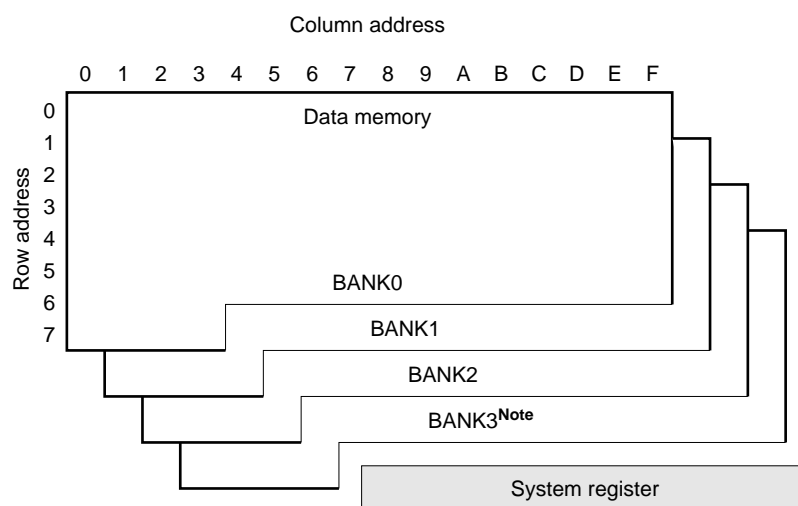 Column address
0 1 2 3 4 5 6 7 8 9 A B C D E F
Data memory
Row address
0
1
2
3
4
5
6
7
BANK0
BANK1
BANK2
BANK3Note
System register